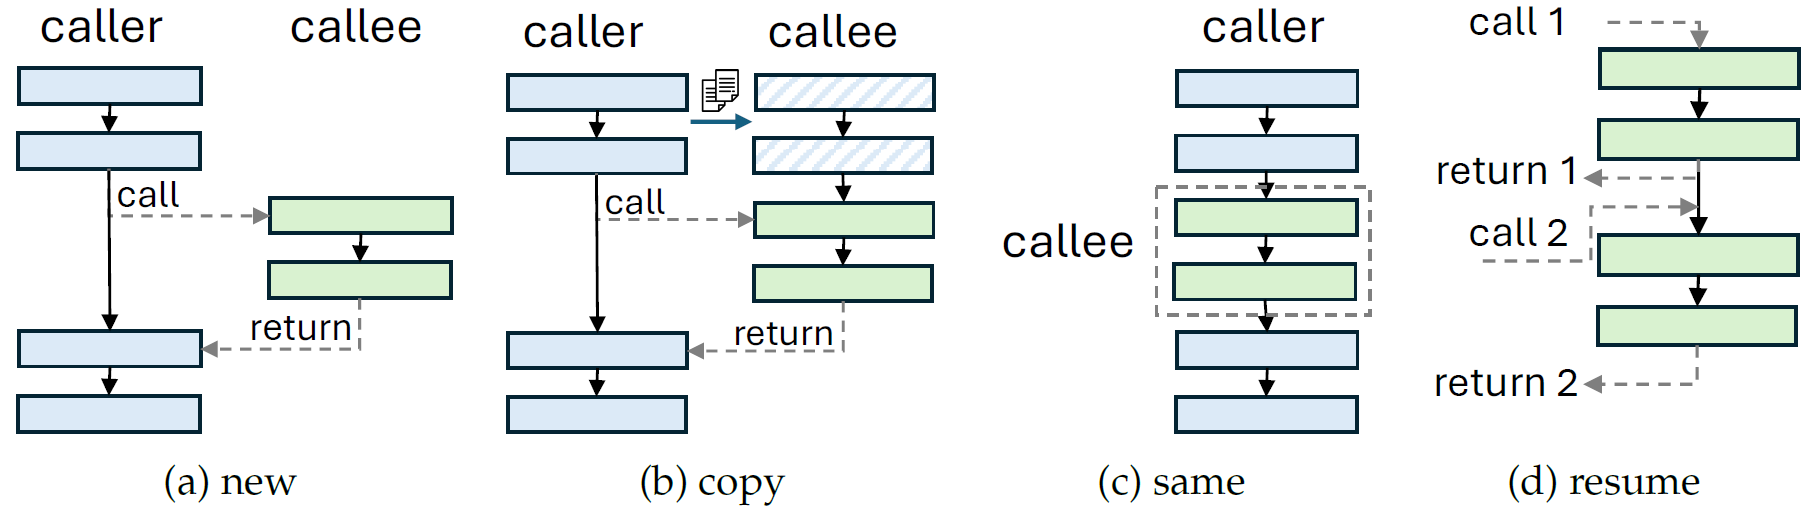 caller callee
call
return
(a) new
caller callee
call
return
(b) copy
caller
callee
(c) same
call 1
return 1
call 2
return 2
(d) resume